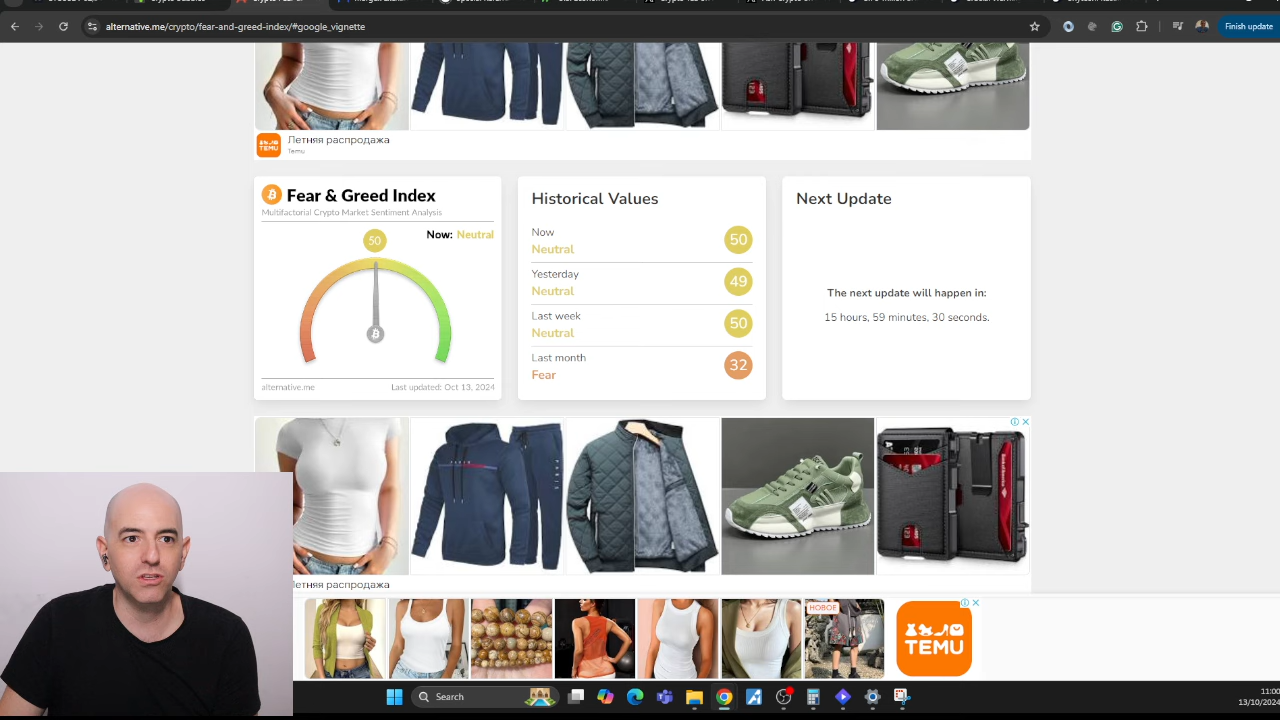 alternative.me/crypto/fear-and-greed-index/#google_vignette
Finish update
Летняя распродажа
Temu
TEMU
Fear & Greed Index
Multifactorial Crypto Market Sentiment Analysis
Now: Neutral
50
alternative.me
Last updated: Oct 13, 2024
Historical Values
Now
Neutral
50
Yesterday
Neutral
49
Last week
Neutral
50
Last month
Fear
32
Next Update
The next update will happen in:
15 hours, 59 minutes, 30 seconds.
летняя распродажа
НОВОЕ
TEMU
Search
11:00
13/10/2024